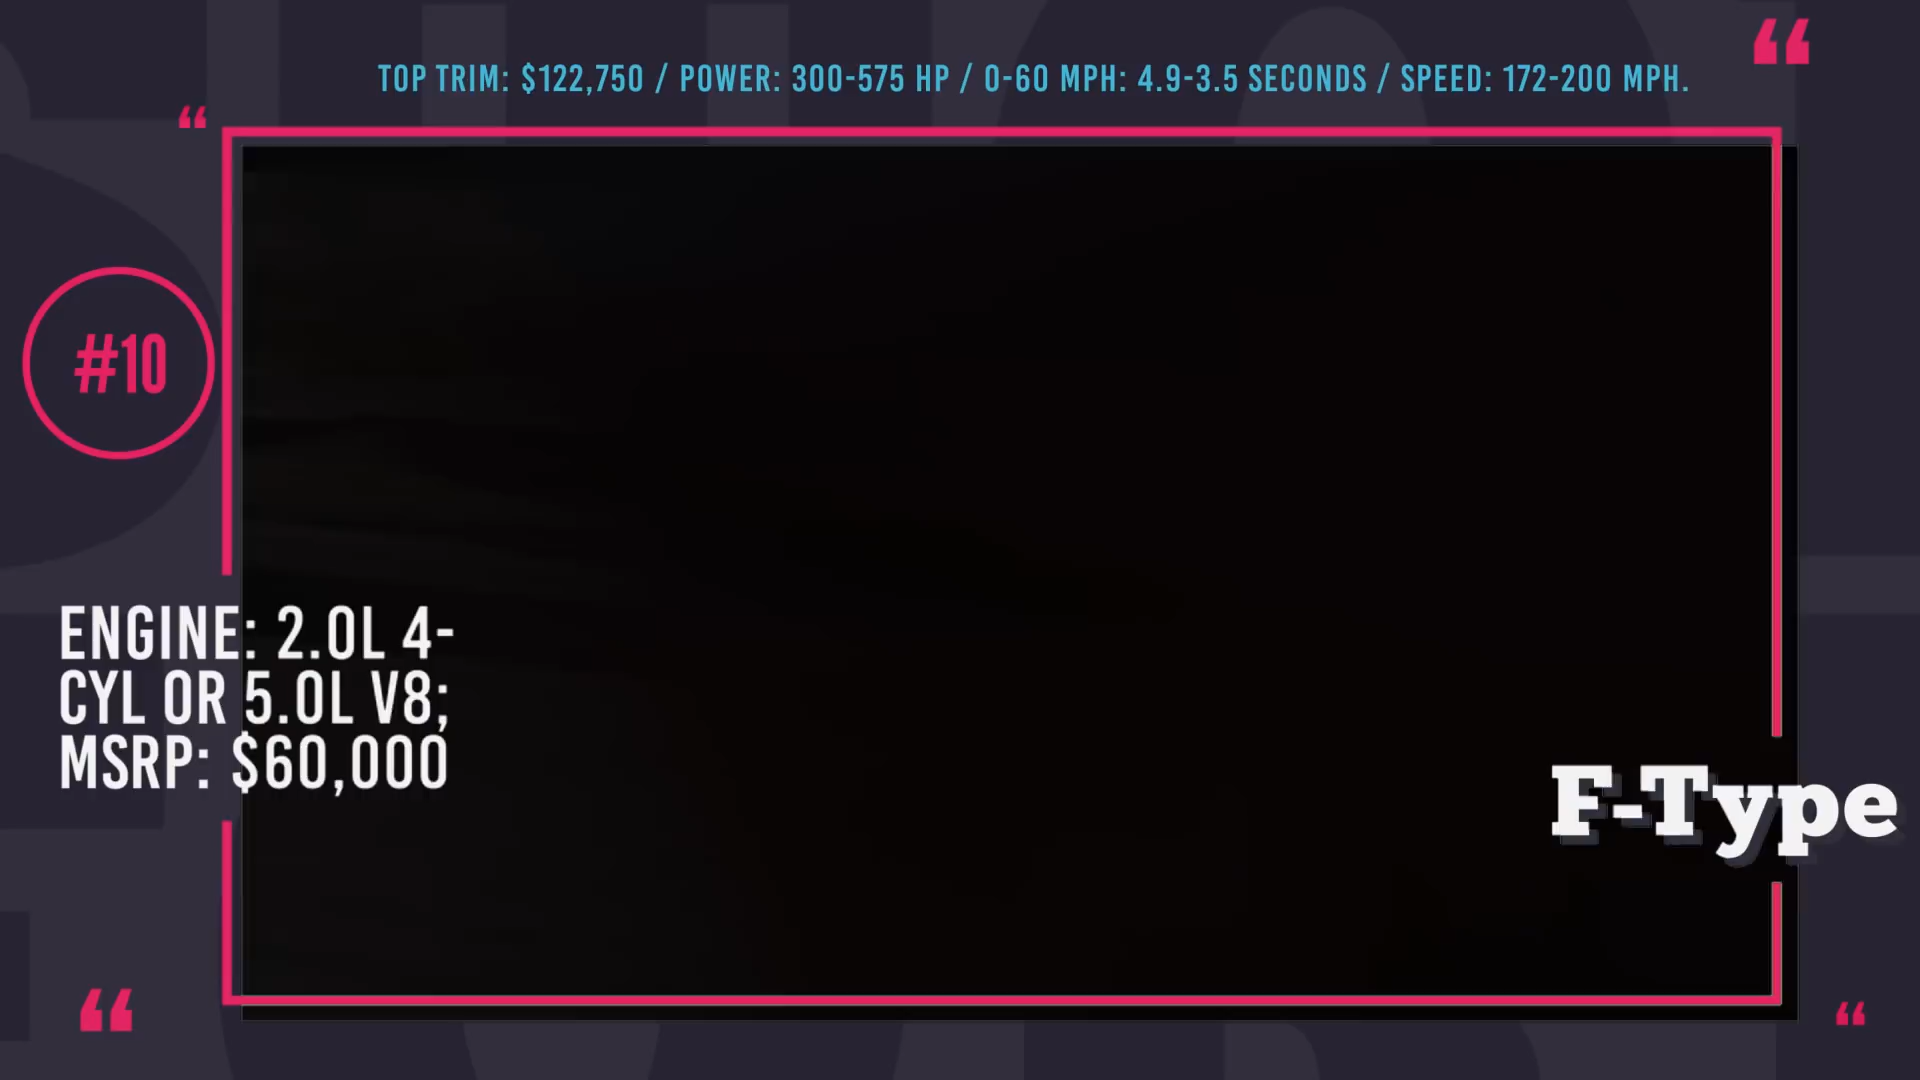 TOP TRIM: $122,750 / POWER: 300-575 HP / 0-60 MPH: 4.9-3.5 SECONDS / SPEED: 172-200 MPH.
#10
ENGINE: 2.0L 4-
CYL OR 5.0L V8;
MSRP: $60,000
F-Type